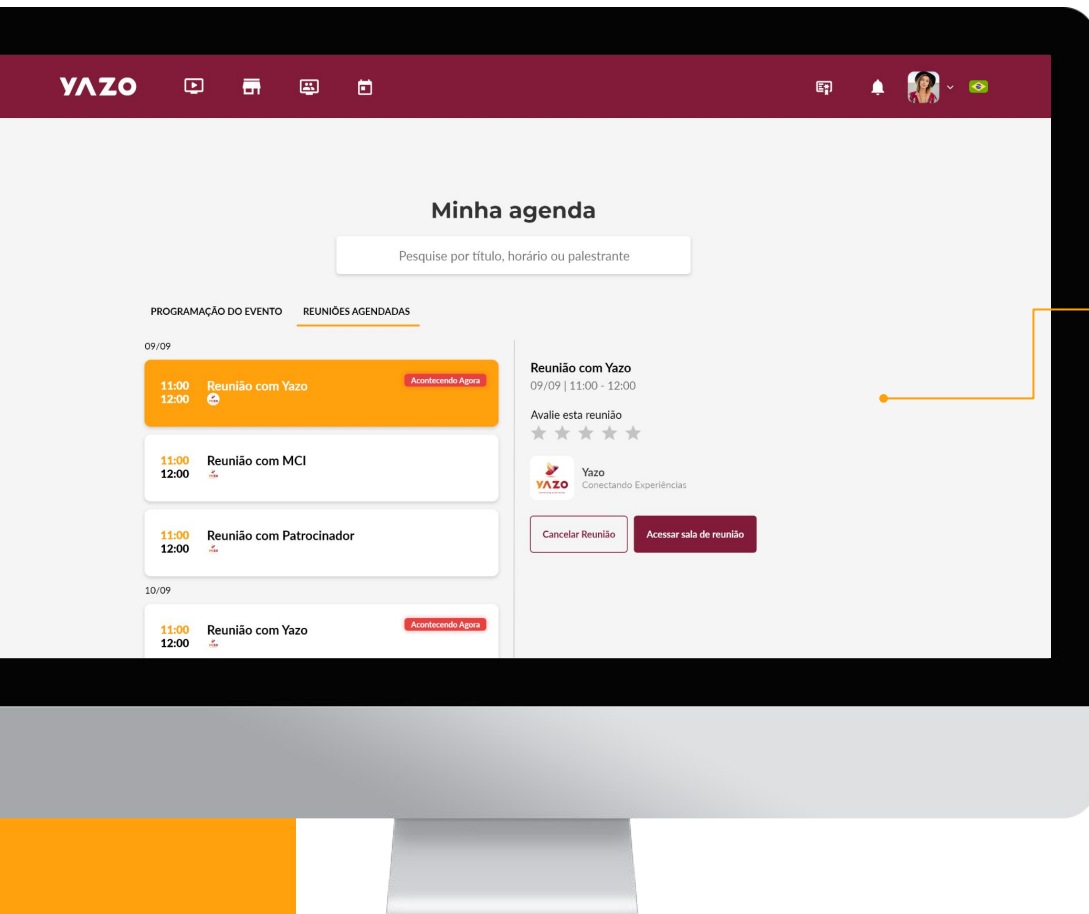 YAZO
Minha agenda
Pesquise por título, horário ou palestrante
PROGRAMAÇÃO DO EVENTO REUNIÕES AGENDADAS
09/09
11:00 Reunião com Yazo Acontecendo Agora
12:00
11:00 Reunião com MCI
12:00
11:00 Reunião com Patrocinador
12:00
10/09
11:00 Reunião com Yazo Acontecendo Agora
12:00
Reunião com Yazo
09/09 | 11:00 - 12:00
Avalie esta reunião
YAZO
Yazo
Conectando Experiências
Cancelar Reunião Acessar sala de reunião